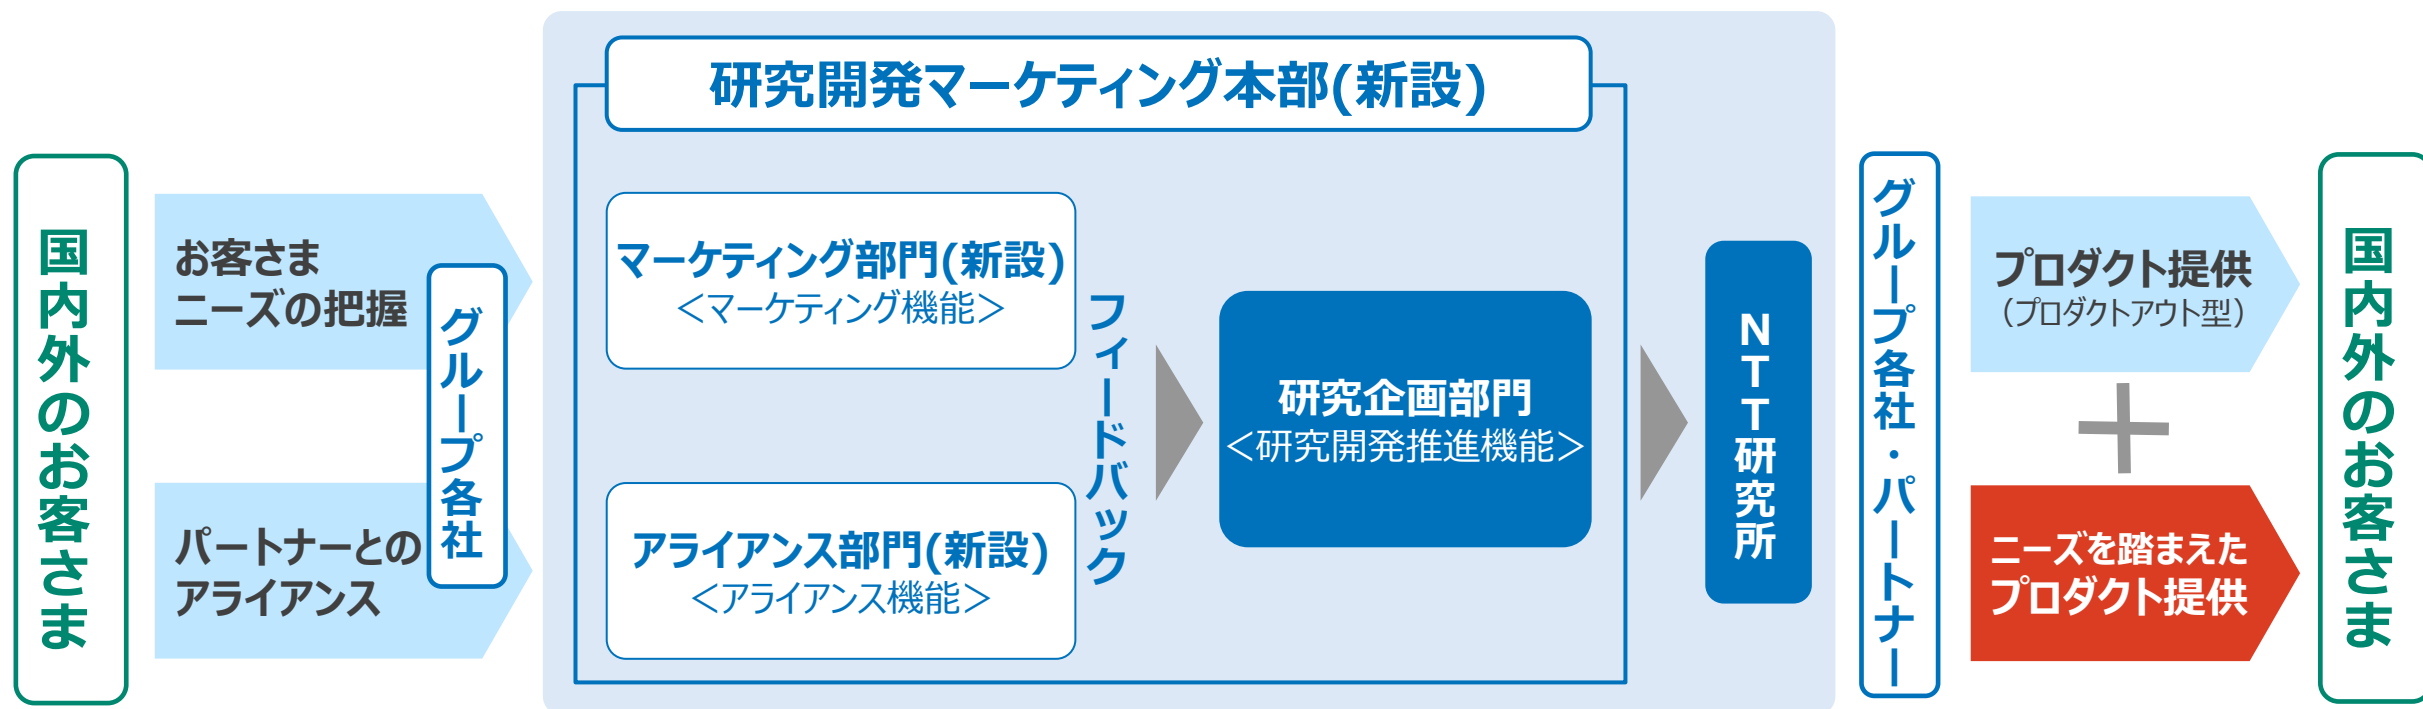 国内外のお客さま
お客さま
ニーズの把握
パートナーとの
アライアンス
グループ各社
研究開発マーケティング本部(新設)
マーケティング部門(新設)
＜マーケティング機能＞
アライアンス部門(新設)
＜アライアンス機能＞
フィードバック
研究企画部門
＜研究開発推進機能＞
NTT研究所
グループ各社・パートナー
プロダクト提供
（プロダクトアウト型）
ニーズを踏まえた
プロダクト提供
国内外のお客さま